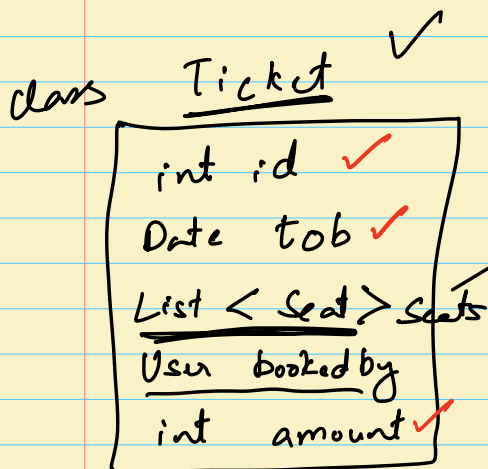 class Ticket
int id
Date tob
List < Seat > Seats
User bookedby
int amount